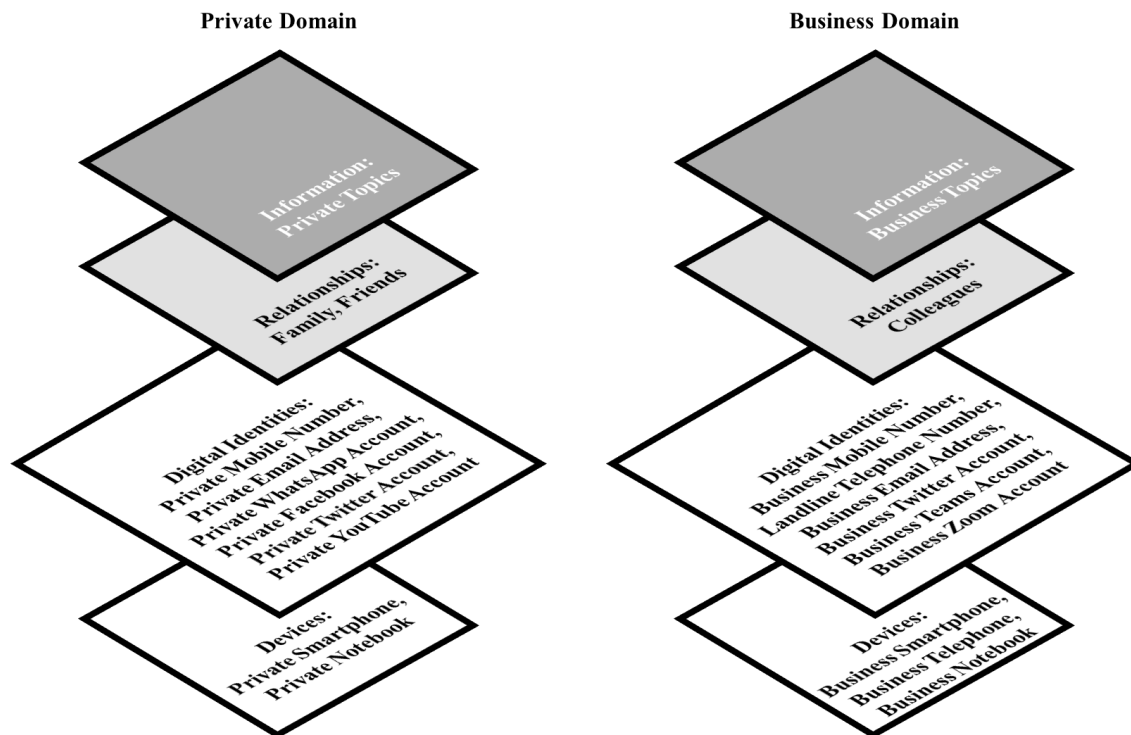 Private Domain
Information:
Private Topics
Relationships:
Family, Friends
Digital Identities:
Private Mobile Number,
Private Email Address,
Private WhatsApp Account,
Private Facebook Account,
Private Twitter Account,
Private YouTube Account
Devices:
Private Smartphone,
Private Notebook
Business Domain
Information:
Business Topics
Relationships:
Colleagues
Digital Identities:
Business Mobile Number,
Landline Telephone Number,
Business Email Address,
Business Twitter Account,
Business Teams Account,
Business Zoom Account
Devices:
Business Smartphone,
Business Telephone,
Business Notebook